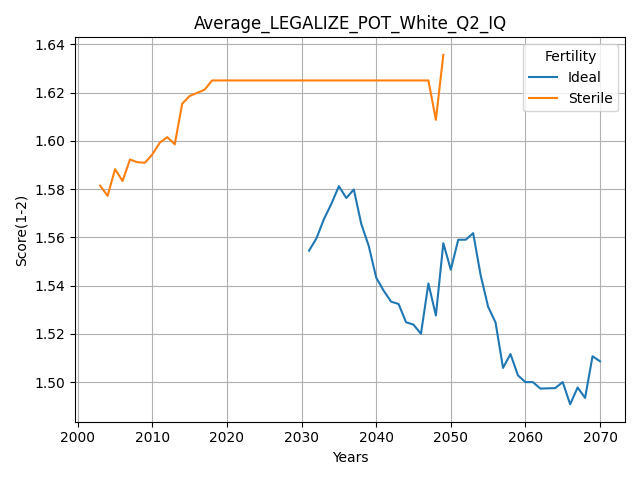 Average_LEGALIZE_POT_White_Q2_IQ
Score(1-2)
1.64
1.62
1.60
1.58
1.56
1.54
1.52
1.50
Fertility
Ideal
Sterile
2000 2010 2020 2030 2040 2050 2060 2070
Years